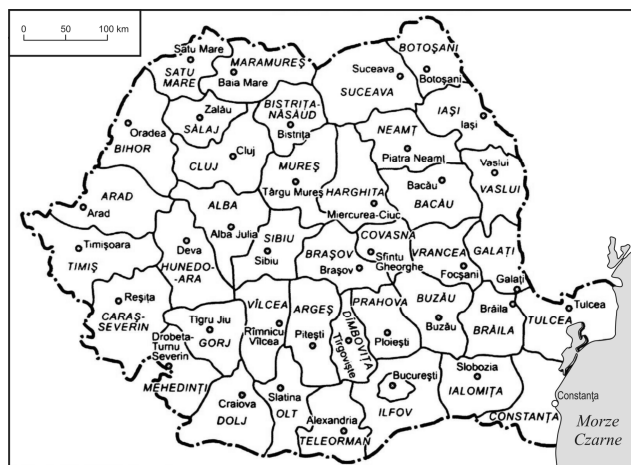 0 50 100 km
Satu Mare
SATU
MARE
MARAMUREŞ
Baia Mare
Suceava
SUCEAVA
BOTOŞANI
Botoşani
Zalău
SĂLAJ
BISTRIŢA-
NĂSĂUD
Bistriţa
IAŞI
Iaşi
Oradea
BIHOR
Cluj
CLUJ
NEAMŢ
Piatra Neamţ
MUREŞ
Târgu Mureş
HARGHITA
Miercurea-Ciuc
Bacău
BACĂU
Vaslui
VASLUI
ARAD
Arad
ALBA
Alba Julia
Timişoara
TIMIŞ
Deva
HUNEDO-
ARA
SIBIU
Sibiu
BRAŞOV
Braşov
COVASNA
Sfintu
Gheorghe
VRANCEA
Focşani
GALAŢI
Galaţi
Reşiţa
CARAŞ-
SEVERIN
Tîgru Jiu
GORJ
VÎLCEA
Rîmnicu
Vîlcea
ARGEŞ
Piteşti
DÎMBOVIŢA
Tîrgovişte
PRAHOVA
Ploieşti
BUZĂU
Buzău
Brăila
BRĂILA
Tulcea
TULCEA
Drobeta-
Turnu
Severin
MEHEDINŢI
Craiova
DOLJ
Slatina
OLT
Alexandria
TELEORMAN
Bucureşti
ILFOV
Slobozia
IALOMIŢA
Constanţa
CONSTANŢA
Morze
Czarne